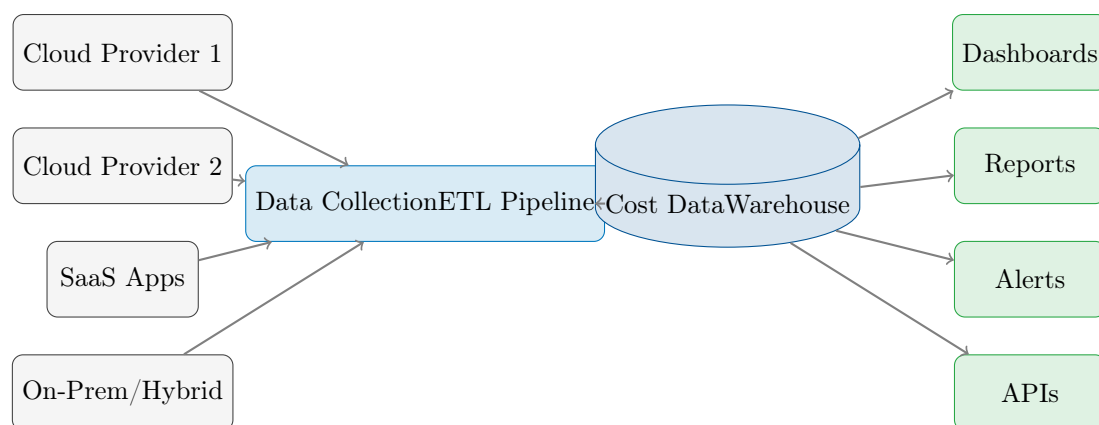 Cloud Provider 1
Cloud Provider 2
SaaS Apps
On-Prem/Hybrid
Data CollectionETL Pipeline
Cost DataWarehouse
Dashboards
Reports
Alerts
APIs